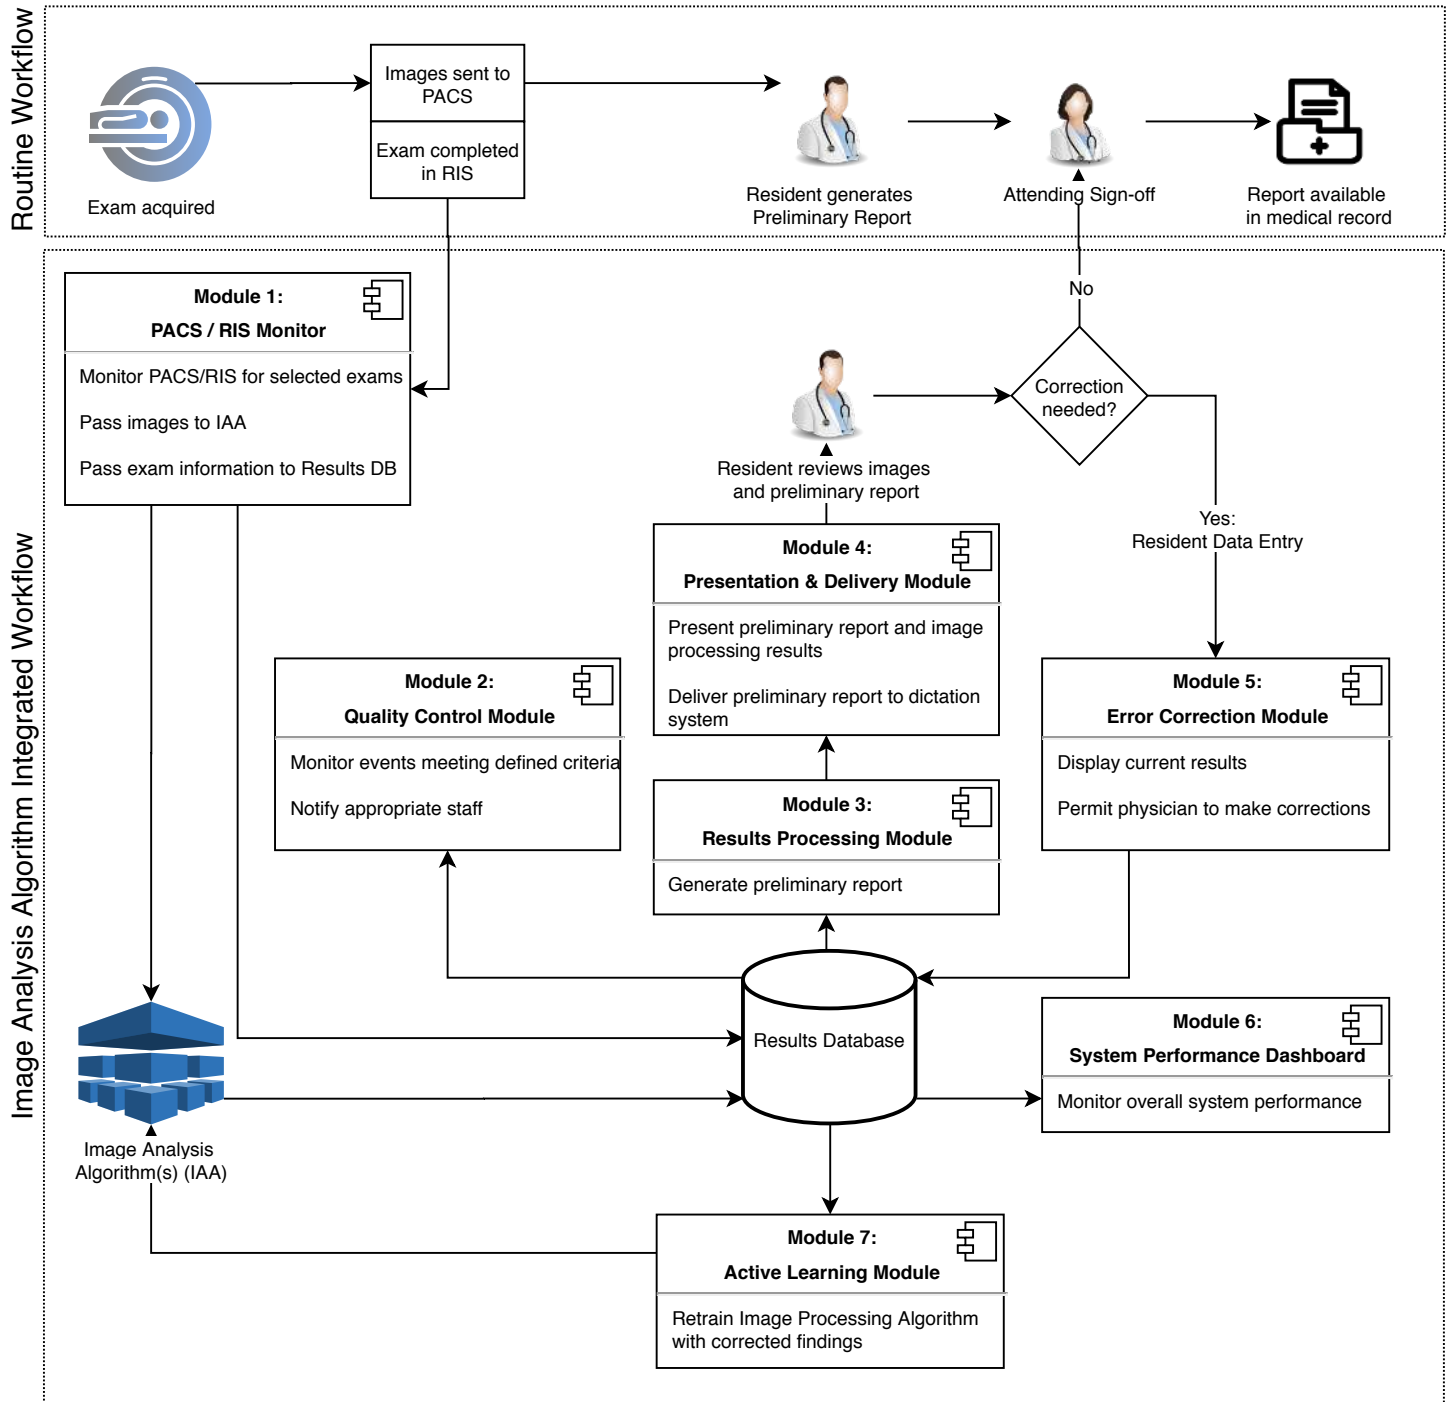 Routine Workflow
Images sent to
PACS
Exam completed
in RIS
Exam acquired
Resident generates
Preliminary Report
Attending Sign-off
Report available
in medical record
Image Analysis Algorithm Integrated Workflow
Module 1:
PACS / RIS Monitor
Monitor PACS/RIS for selected exams
Pass images to IAA
Pass exam information to Results DB
No
Correction
needed?
Resident reviews images
and preliminary report
Yes:
Resident Data Entry
Module 4:
Presentation & Delivery Module
Present preliminary report and image
processing results
Deliver preliminary report to dictation
system
Module 2:
Quality Control Module
Monitor events meeting defined criteria
Notify appropriate staff
Module 5:
Error Correction Module
Display current results
Permit physician to make corrections
Module 3:
Results Processing Module
Generate preliminary report
Results Database
Module 6:
System Performance Dashboard
Monitor overall system performance
Image Analysis
Algorithm(s) (IAA)
Module 7:
Active Learning Module
Retrain Image Processing Algorithm
with corrected findings